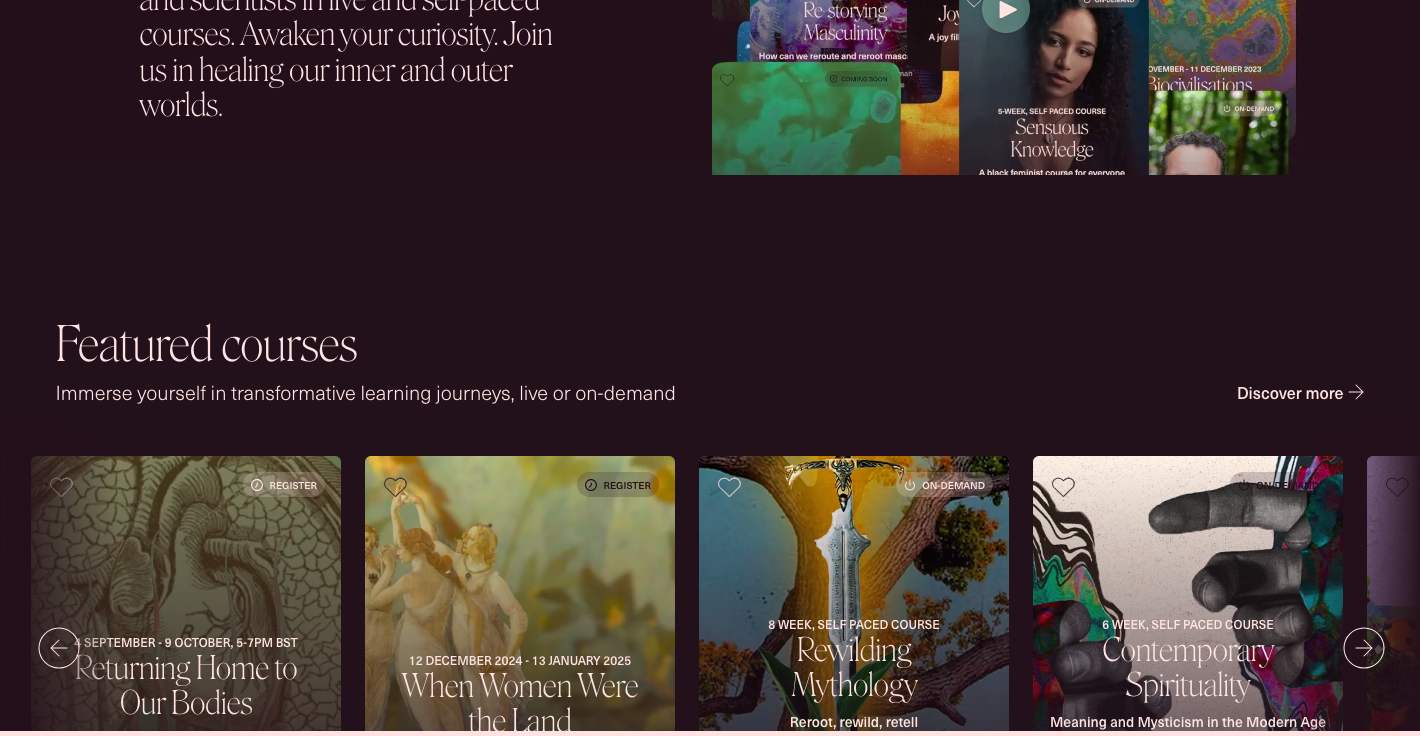 and scientists in live and self-paced
courses. Awaken your curiosity. Join
us in healing our inner and outer
worlds.
Re-storying
Masculinity
How can we reroute and reroot masc
Joy
A joy fil
COMING SOON
ON-DEMAND
5-WEEK, SELF PACED COURSE
Sensuous
Knowledge
A black feminist course for everyone
OVEMBER - 11 DECEMBER 2023
Biocivilisations
ON-DEMAND
Featured courses
Immerse yourself in transformative learning journeys, live or on-demand
Discover more
REGISTER
4 SEPTEMBER - 9 OCTOBER, 5-7PM BST
Returning Home to
Our Bodies
REGISTER
12 DECEMBER 2024 - 13 JANUARY 2025
When Women Were
the Land
ON-DEMAND
8 WEEK, SELF PACED COURSE
Rewilding
Mythology
Reroot, rewild, retell
ON-DEMAND
6 WEEK, SELF PACED COURSE
Contemporary
Spirituality
Meaning and Mysticism in the Modern Age